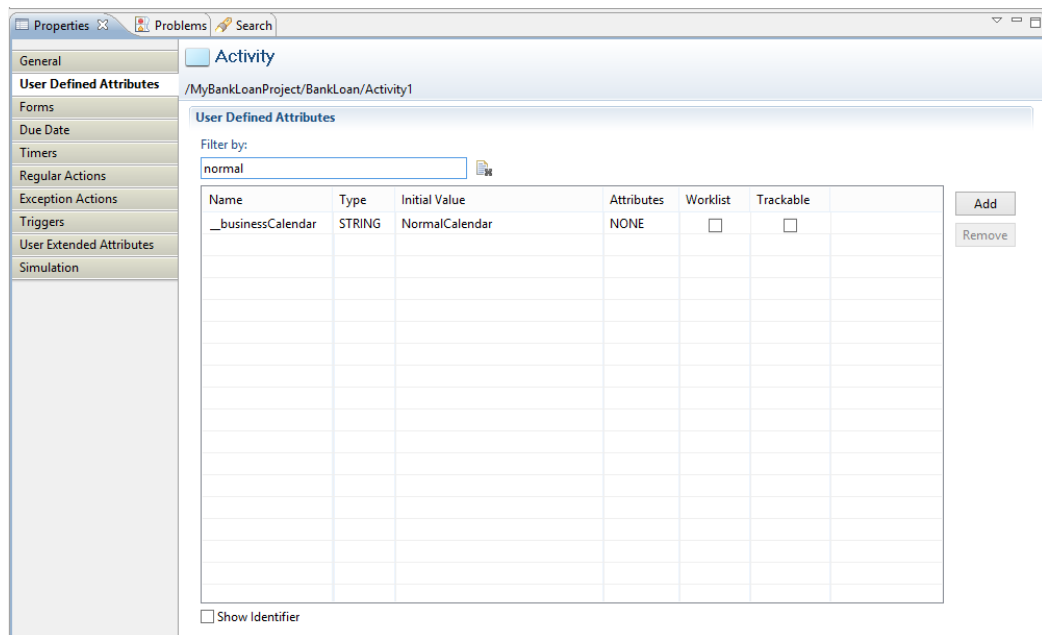 Properties Problems Search
General
User Defined Attributes
Forms
Due Date
Timers
Regular Actions
Exception Actions
Triggers
User Extended Attributes
Simulation
Activity
/MyBankLoanProject/BankLoan/Activity1
User Defined Attributes
Filter by:
normal
Name Type Initial Value Attributes Worklist Trackable
__businessCalendar STRING NormalCalendar NONE
Add
Remove
Show Identifier